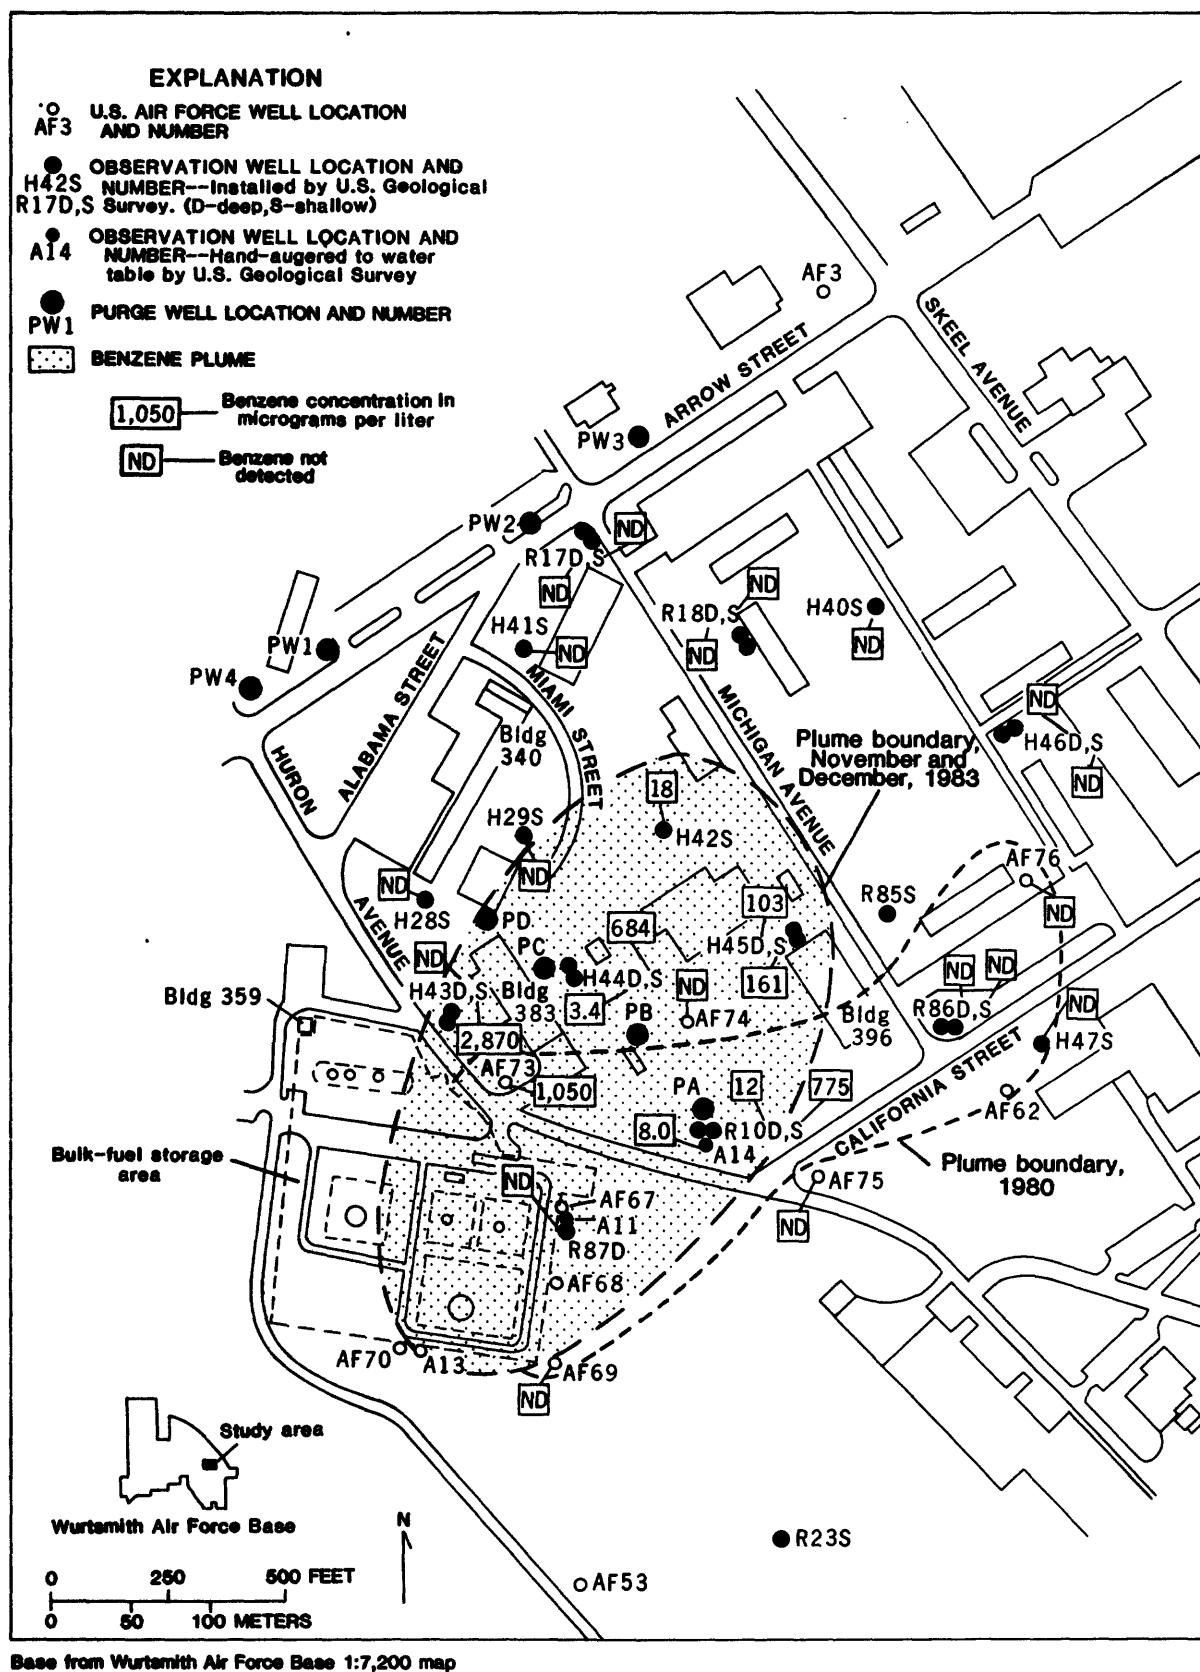 EXPLANATION
AF3
U.S. AIR FORCE WELL LOCATION
AND NUMBER
H42S
R17D,S
OBSERVATION WELL LOCATION AND
NUMBER--Installed by U.S. Geological
Survey. (D-deep,S-shallow)
A14
OBSERVATION WELL LOCATION AND
NUMBER--Hand-augered to water
table by U.S. Geological Survey
PW1
PURGE WELL LOCATION AND NUMBER
BENZENE PLUME
1,050
Benzene concentration in
micrograms per liter
ND
Benzene not
detected
AF3
SKEEL AVENUE
ARROW STREET
PW3
PW2
ND
R17D,S
ND
ND
R18D,S
H40S
H41S
PW1
ND
ND
ND
PW4
ALABAMA STREET
MIAMI STREET
MICHIGAN AVENUE
ND
Bldg
340
Plume boundary,
November and
December, 1983
H46D,S
HURON
AVENUE
18
ND
H29S
H42S
AF76
ND
ND
103
R85S
ND
H28S
PD
684
PC
H45D,S
ND
H44D,S
ND
161
ND
ND
Bldg 359
H43D,S
Bldg
383
3.4
PB
AF74
Bldg
396
R86D,S
ND
2,870
H47S
AF73
1,050
PA
12
775
CALIFORNIA STREET
AF62
8.0
R10D,S
A14
Bulk-fuel storage
area
Plume boundary,
1980
ND
AF67
AF75
A11
ND
R87D
AF68
AF70
A13
AF69
ND
Study area
Wurtsmith Air Force Base
N
R23S
0 250 500 FEET
AF53
0 50 100 METERS
Base from Wurtsmith Air Force Base 1:7,200 map